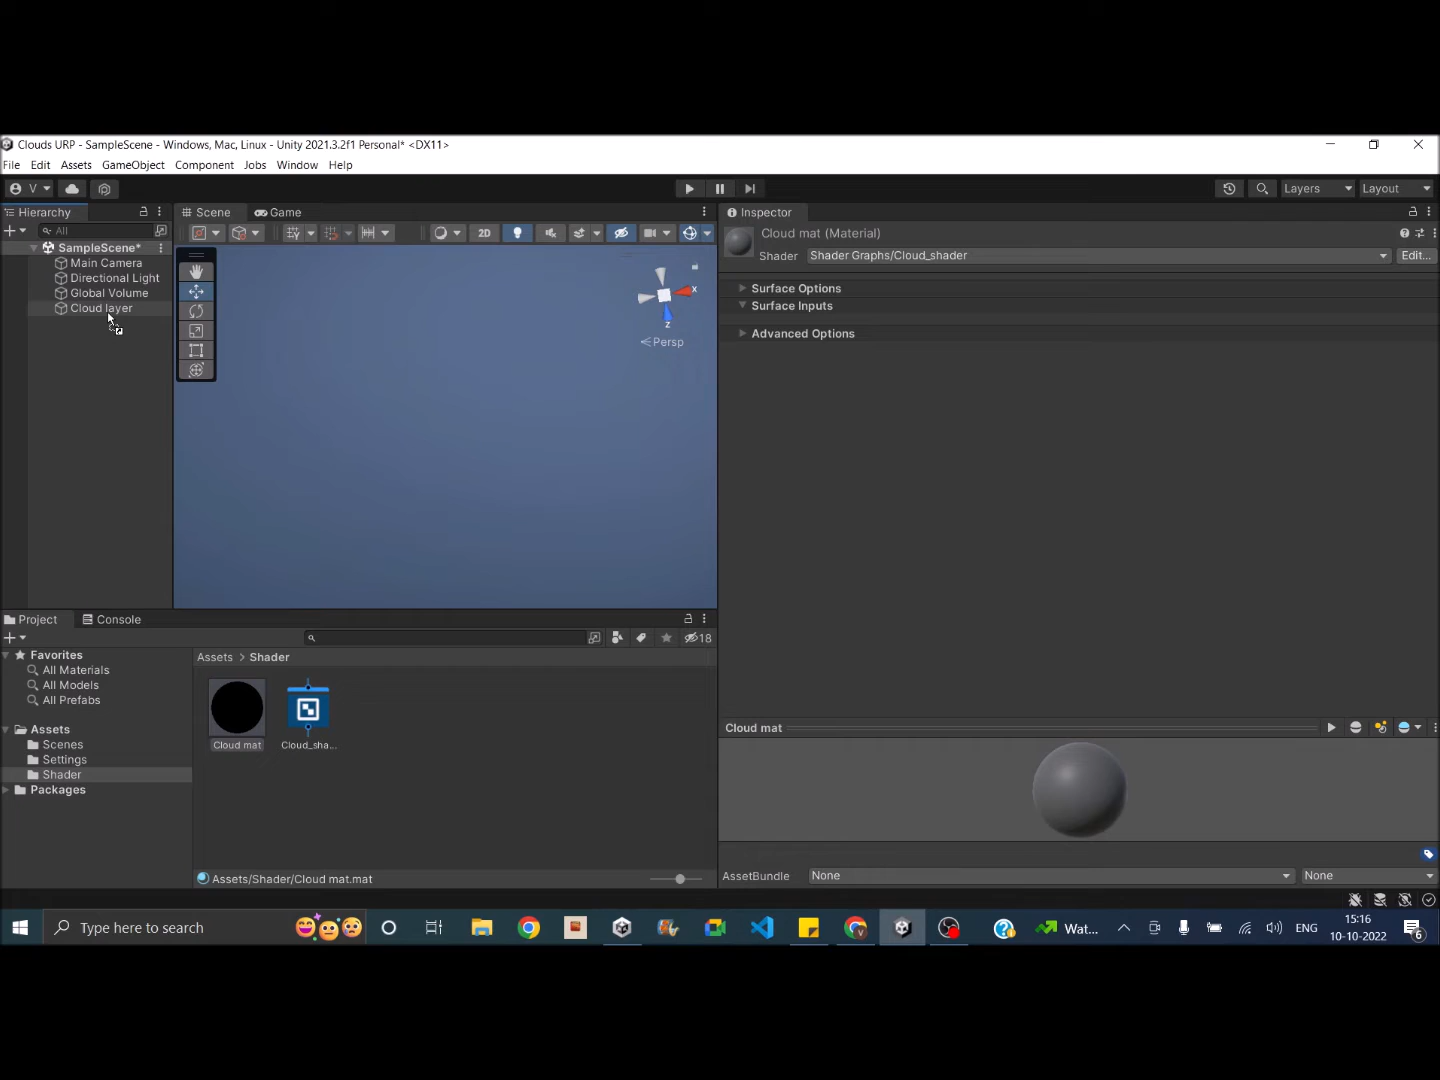 Clouds URP - SampleScene - Windows, Mac, Linux - Unity 2021.3.2f1 Personal* <DX11>
File Edit Assets GameObject Component Jobs Window Help
V Layers Layout
Hierarchy
All
SampleScene*
Main Camera
Directional Light
Global Volume
Cloud layer
Scene Game
2D
x
z
Persp
Inspector
Cloud mat (Material)
Shader Shader Graphs/Cloud_shader Edit...
Surface Options
Surface Inputs
Advanced Options
Project Console
18
Favorites
All Materials
All Models
All Prefabs
Assets
Scenes
Settings
Shader
Packages
Assets > Shader
Cloud mat Cloud_sha...
Assets/Shader/Cloud mat.mat
Cloud mat
AssetBundle None None
Type here to search
Wat...
ENG
15:16
10-10-2022
6